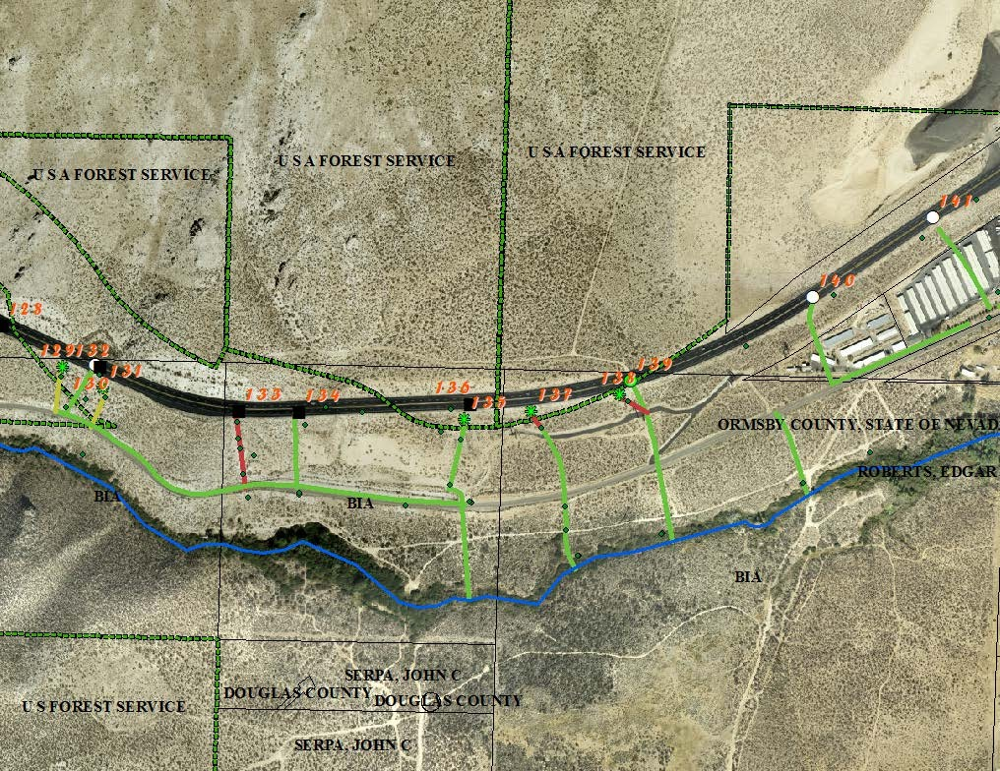 U S A FOREST SERVICE
U S A FOREST SERVICE
U S A FOREST SERVICE
141
140
128
129
132
139
138
131
130
136
133
134
135
137
ORMSBY COUNTY, STATE OF NEVAD
ROBERTS, EDGAR
BIA
BIA
BIA
SERPA, JOHN C
DOUGLAS COUNTY
DOUGLAS COUNTY
U S FOREST SERVICE
SERPA, JOHN C